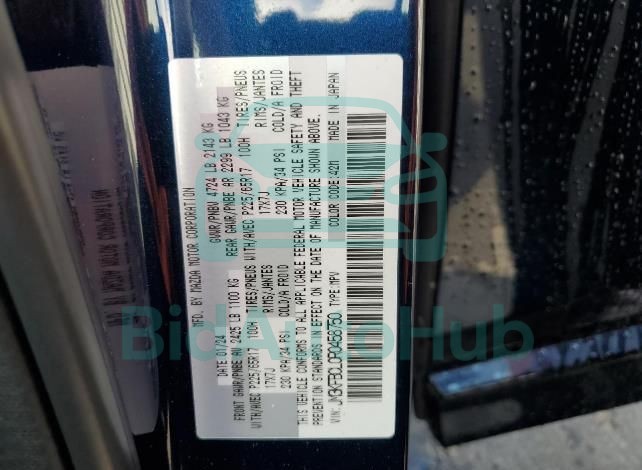 MFD. BY MAZDA MOTOR CORPORATION
DATE: 01/24 GVWR/PNBV 4724 LB 2143 KG
FRONT GAWR/PNBE AV 2425 LB 1100 KG REAR GAWR/PNBE AR 2299 LB 1043 KG
WITH/AVEC P225/65R17 100H TIRES/PNEUS WITH/AVEC P225/65R17 100H TIRES/PNEUS
17X7J RIMS/JANTES 17X7J RIMS/JANTES
230 KPA/34 PSI COLD/A FROID 230 KPA/34 PSI COLD/A FROID
THIS VEHICLE CONFORMS TO ALL APPLICABLE FEDERAL MOTOR VEHICLE SAFETY AND THEFT
PREVENTION STANDARDS IN EFFECT ON THE DATE OF MANUFACTURE SHOWN ABOVE.
VIN: TYPE: MPV COLOR CODE: 42M MADE IN JAPAN
BidAutoHub